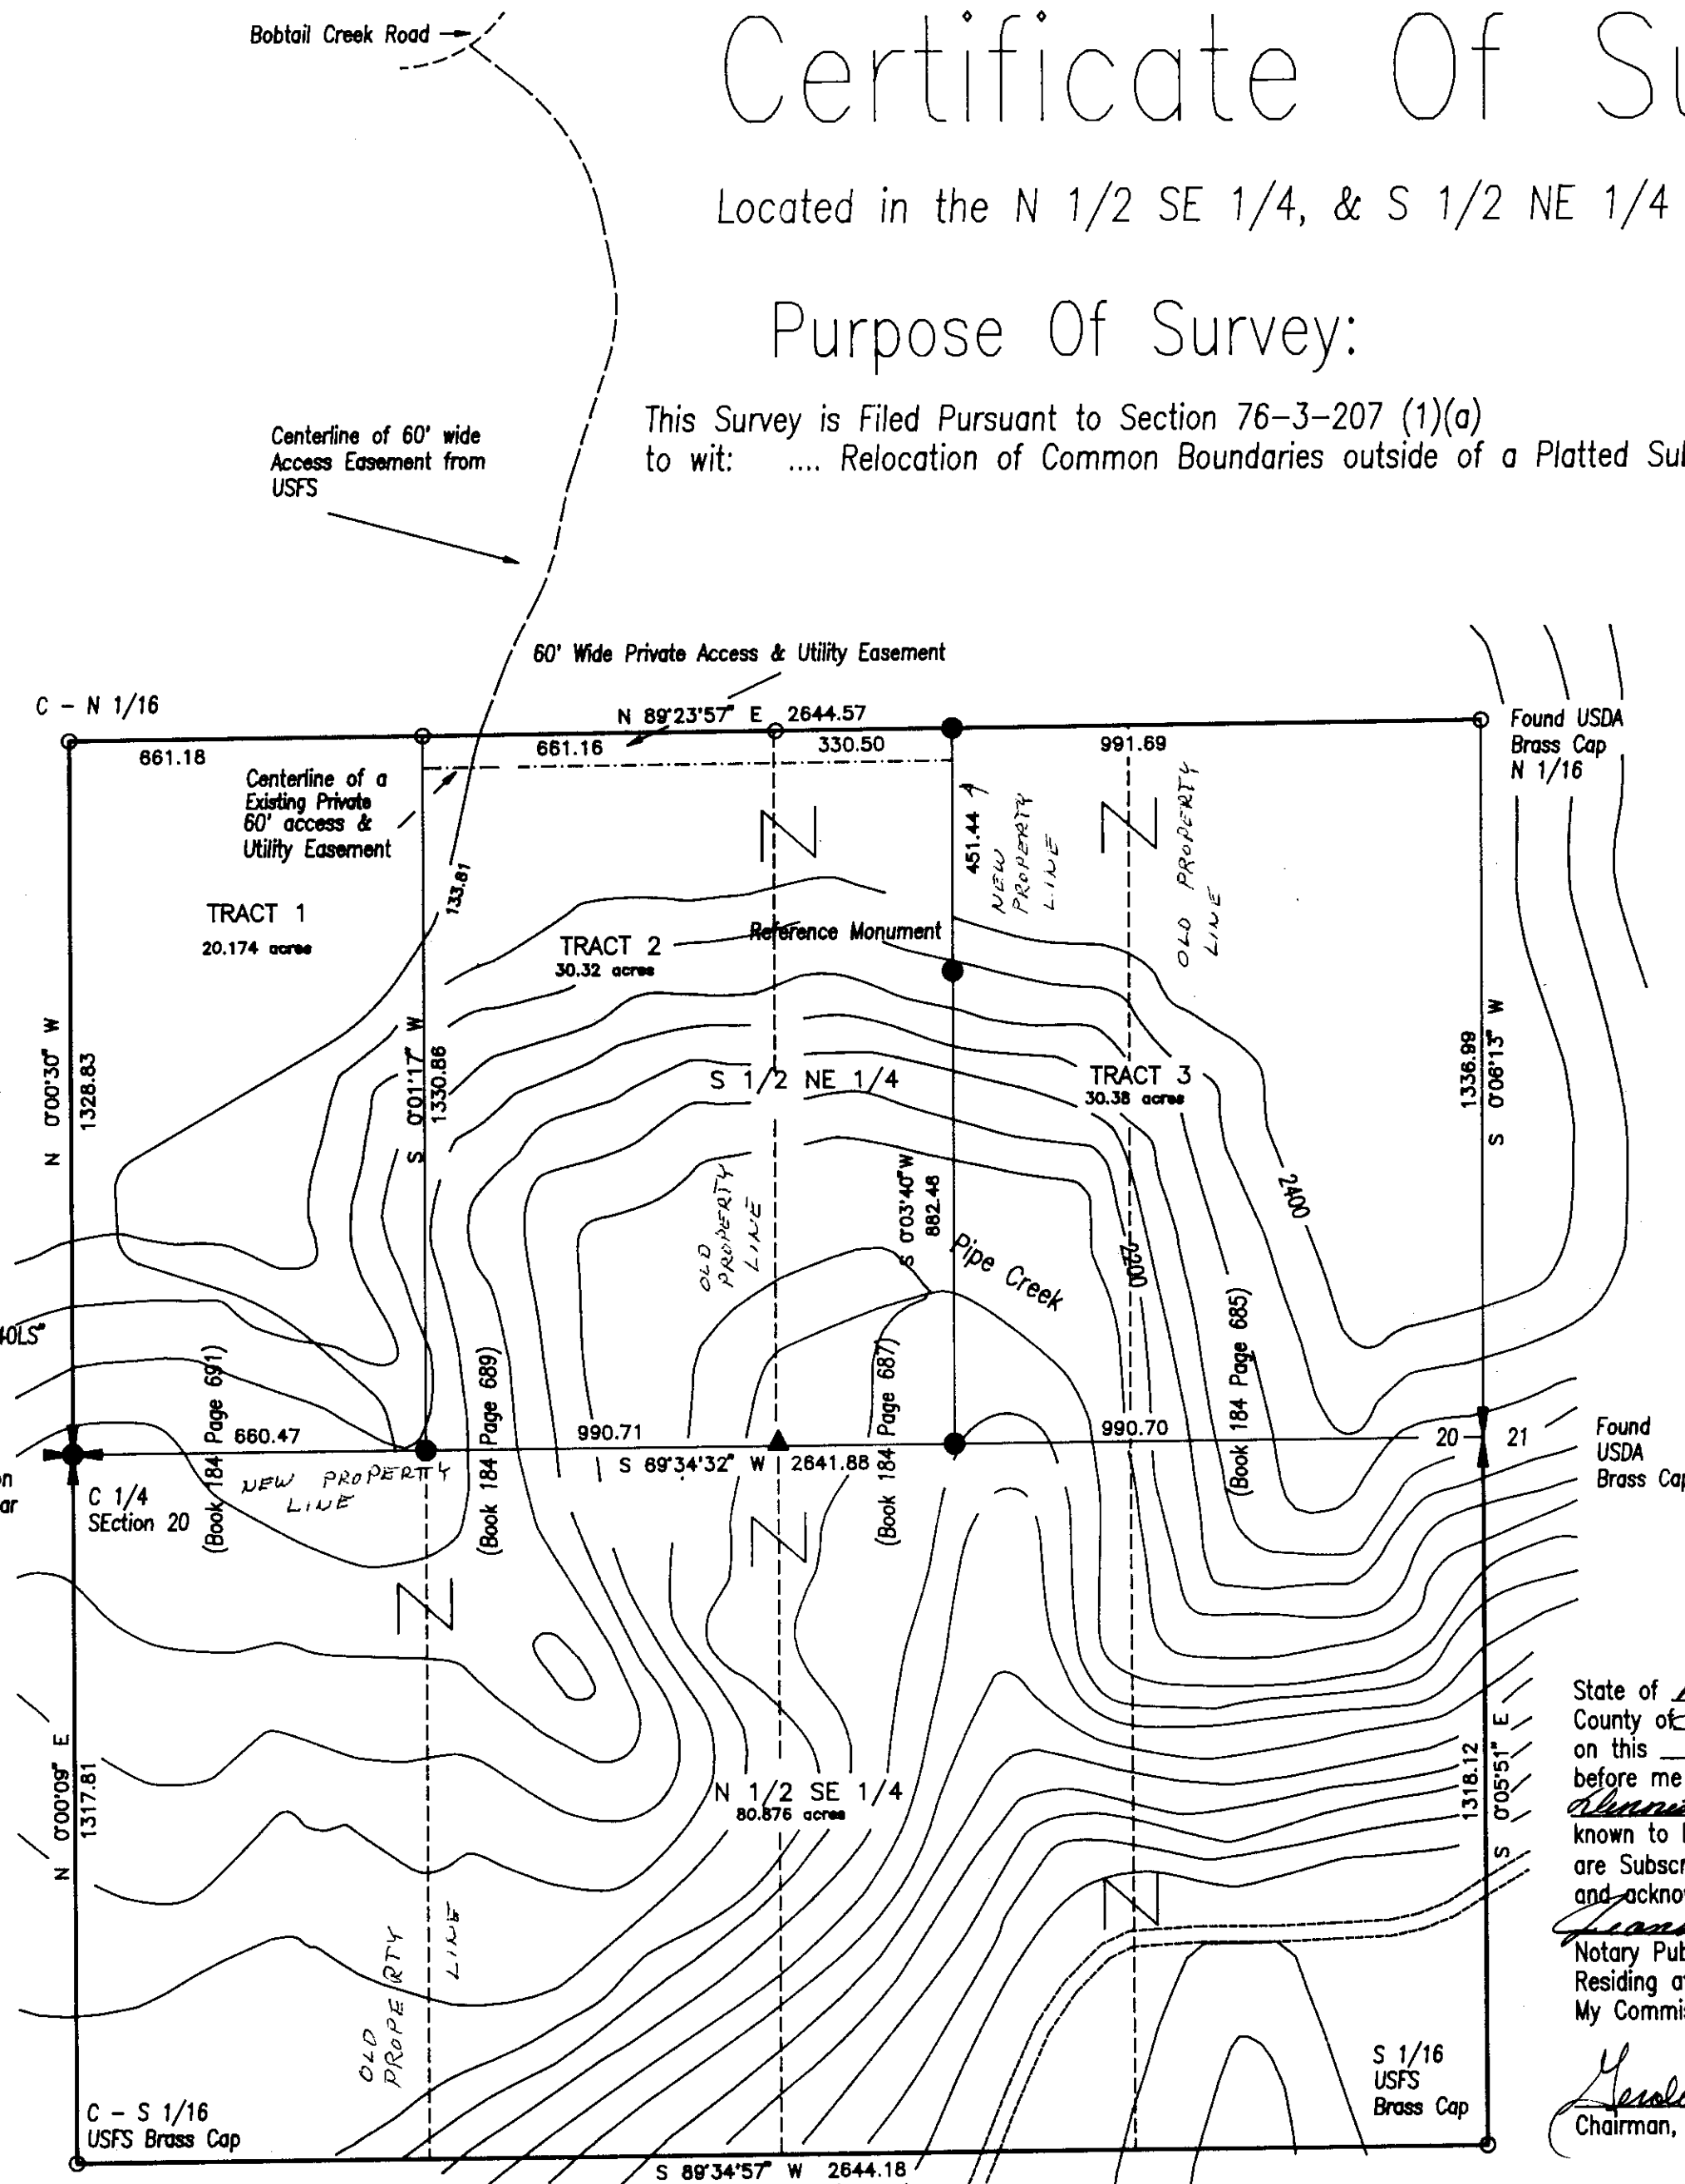 Bobtail Creek Road
Certificate Of Su
Located in the N 1/2 SE 1/4, & S 1/2 NE 1/4
Purpose Of Survey:
This Survey is Filed Pursuant to Section 76-3-207 (1)(a)
to wit: .... Relocation of Common Boundaries outside of a Platted Su
Centerline of 60' wide
Access Easement from
USFS
60' Wide Private Access & Utility Easement
C - N 1/16
N 89°23'57" E 2644.57
661.18
661.16
330.50
991.69
Found USDA
Brass Cap
N 1/16
Centerline of a
Existing Private
60' access &
Utility Easement
133.81
451.44
NEW
PROPERTY
LINE
OLD PROPERTY
LINE
TRACT 1
20.174 acres
TRACT 2
30.32 acres
Reference Monument
N 0°00'30" W
1328.83
S 0°01'17" W
1330.86
S 1/2 NE 1/4
TRACT 3
30.38 acres
1336.99
S 0°06'13" W
OLD
PROPERTY
LINE
S 0°03'40" W
882.46
Pipe Creek
2200
2400
40LS"
(Book 184 Page 691)
(Book 184 Page 689)
(Book 184 Page 687)
(Book 184 Page 685)
660.47
990.71
990.70
20
21
S 89°34'32" W 2641.88
Found
USDA
Brass Cap
on
ar
C 1/4
SEction 20
NEW PROPERTY
LINE
N 0°00'09" E
1317.81
N 1/2 SE 1/4
80.876 acres
1318.12
S 0°05'51" E
OLD
PROPERTY
LINE
State of
County of
on this
before me
known to
are Subscr
and acknow
Notary Pub
Residing at
My Commis
Chairman,
S 1/16
USFS
Brass Cap
C - S 1/16
USFS Brass Cap
S 89°34'57" W 2644.18